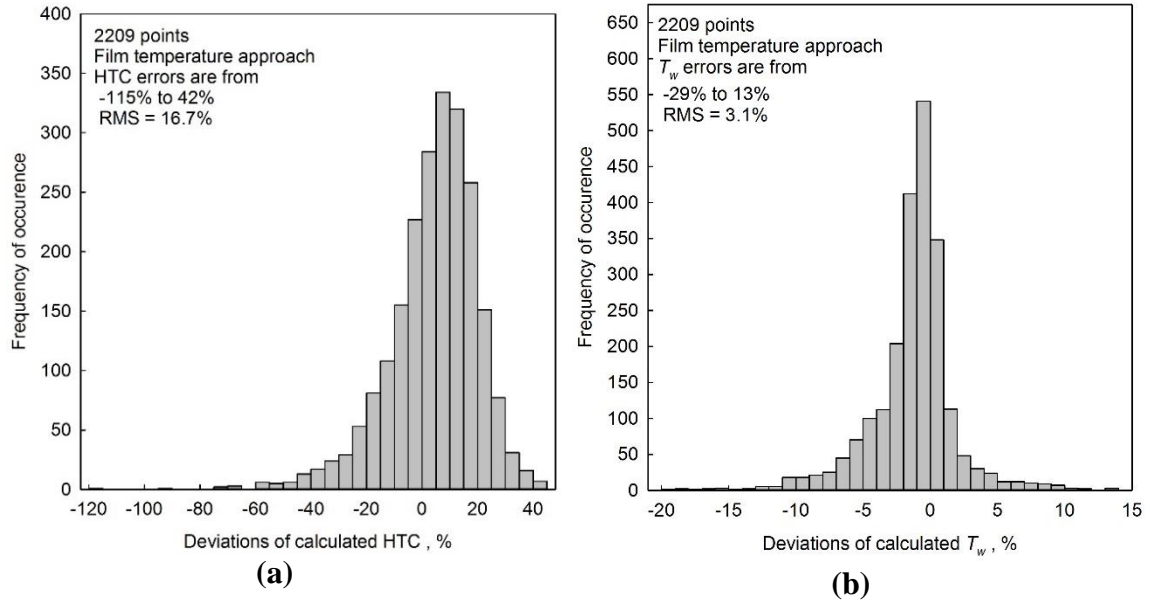 400
350
300
250
200
150
100
50
0
Frequency of occurence
2209 points
Film temperature approach
HTC errors are from
-115% to 42%
RMS = 16.7%
-120 -100 -80 -60 -40 -20 0 20 40
Deviations of calculated HTC , %
(a)
650
600
550
500
450
400
350
300
250
200
150
100
50
0
Frequency of occurence
2209 points
Film temperature approach
T_w errors are from
-29% to 13%
RMS = 3.1%
-20 -15 -10 -5 0 5 10 15
Deviations of calculated T_w , %
(b)